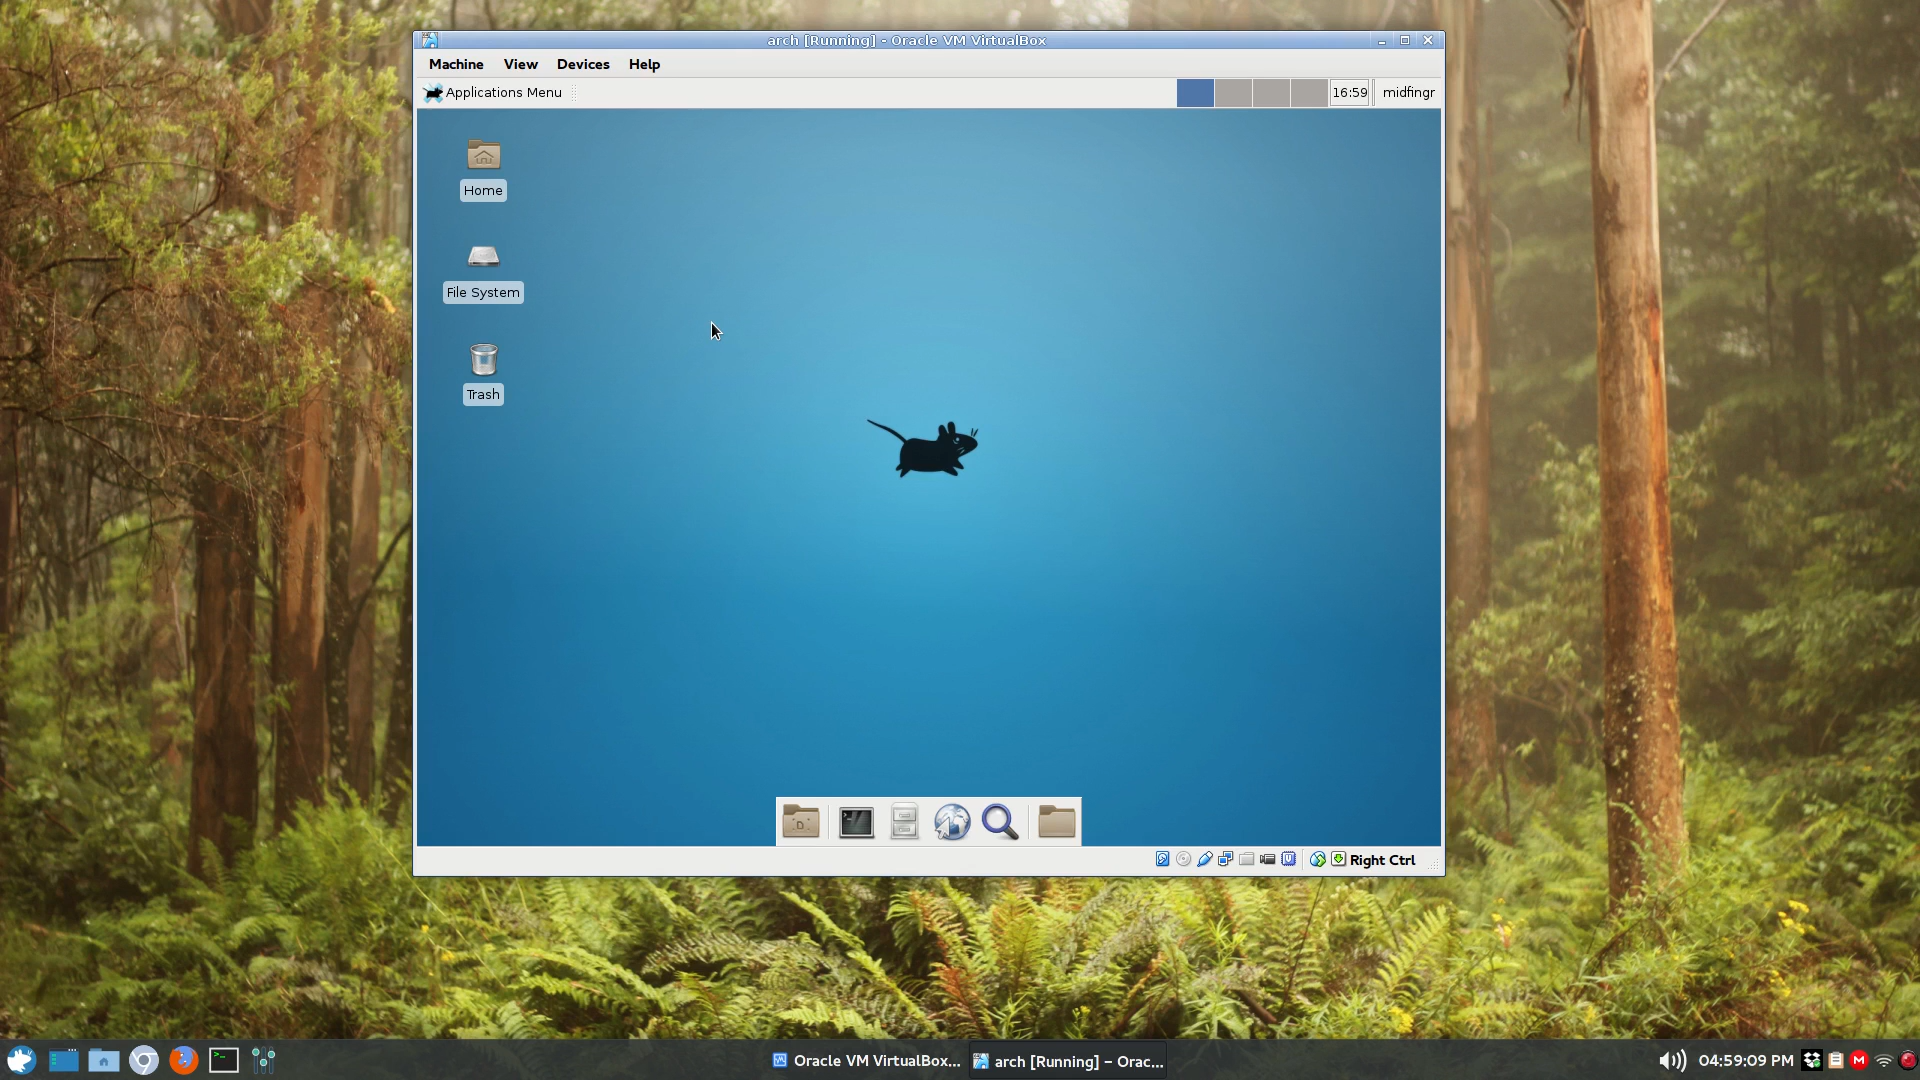 arch [Running] - Oracle VM VirtualBox
Machine View Devices Help
Applications Menu 16:59 midfingr
Home
File System
Trash
Right Ctrl
Oracle VM VirtualBox... arch [Running] – Orac... 04:59:09 PM